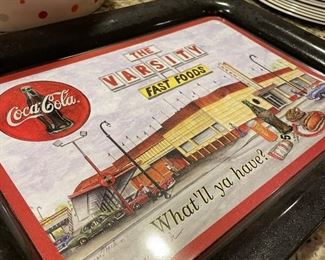 THE
VARSITY
FAST FOODS
Coca-Cola
What'll ya have?